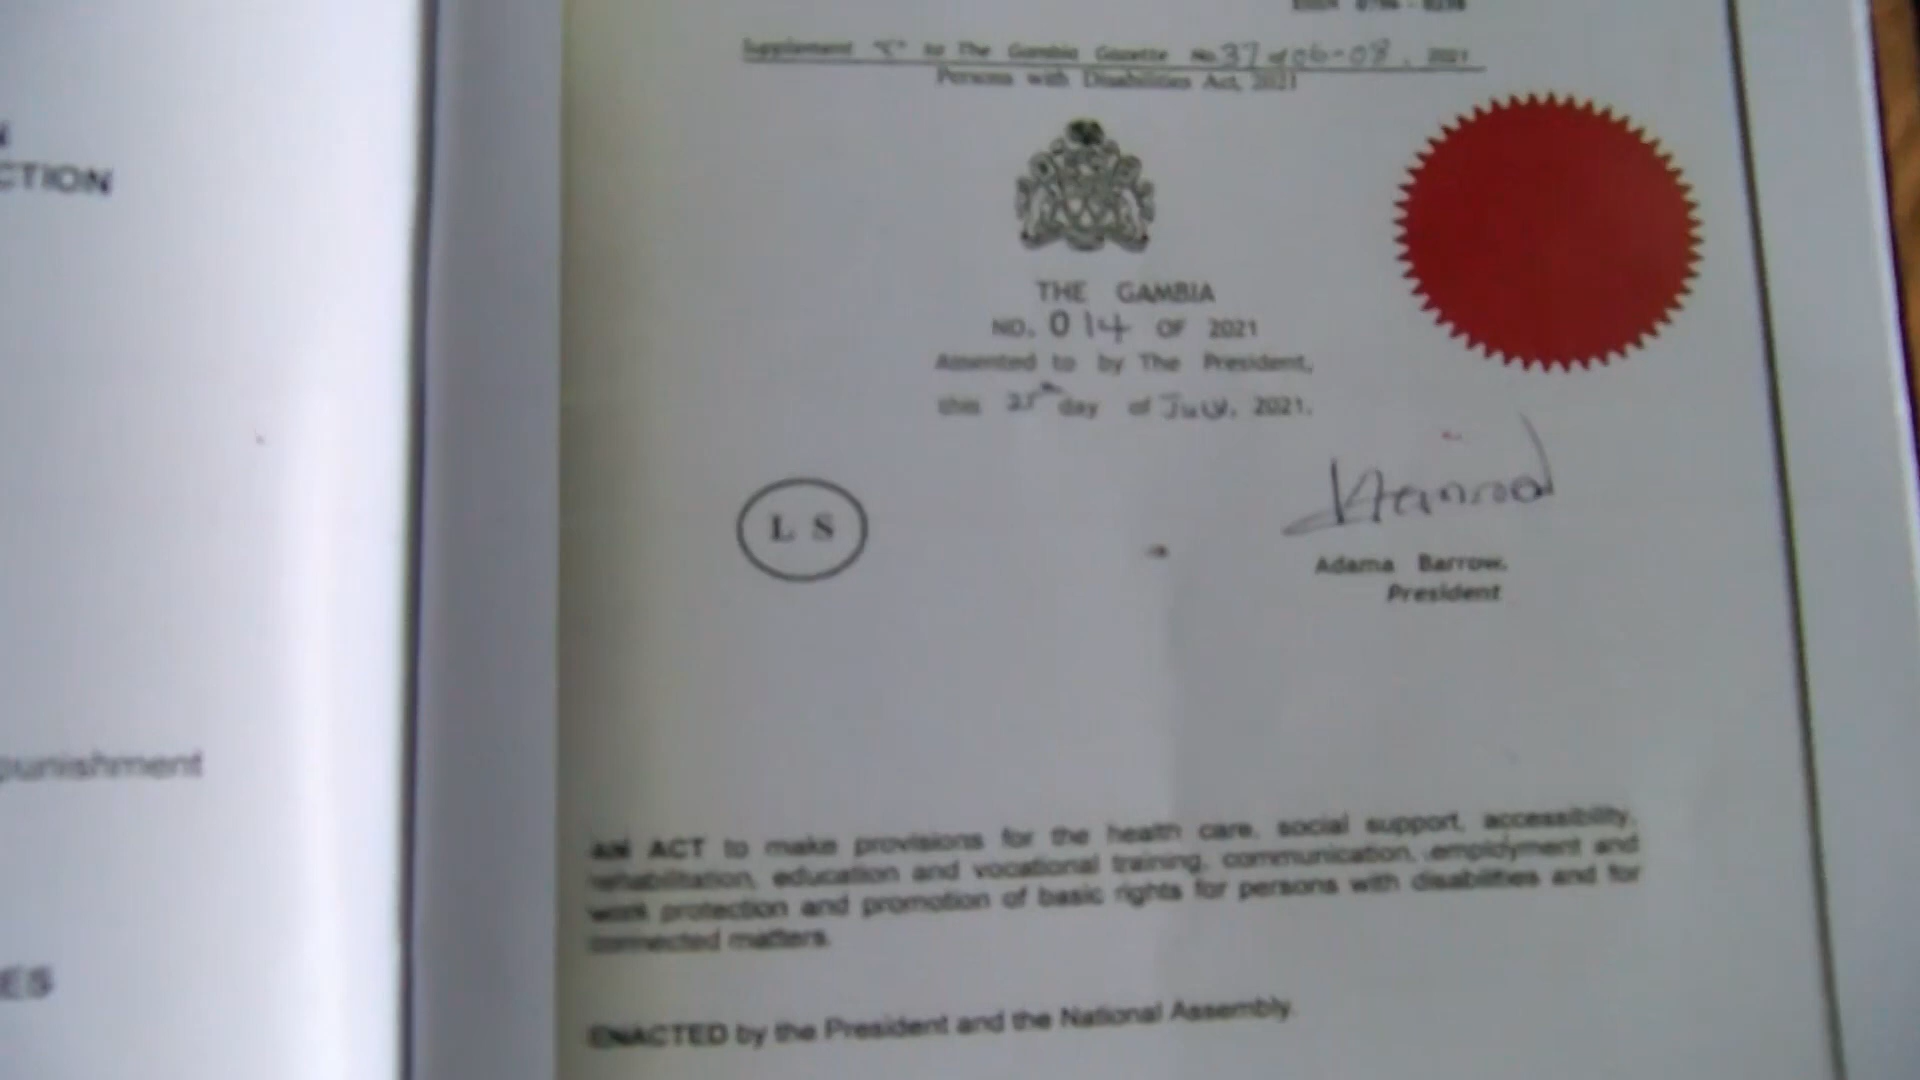 CTION
punishment
ES
Supplement "C" to The Gambia Gazette No. 37 of 06-08, 2021
Persons with Disabilities Act, 2021
THE GAMBIA
NO. 014 OF 2021
Assented to by The President,
this day of July, 2021.
L S
Adama Barrow.
President
AN ACT to make provisions for the health care, social support, accessibility,
rehabilitation, education and vocational training, communication, employment and
work protection and promotion of basic rights for persons with disabilities and for
connected matters.
ENACTED by the President and the National Assembly.